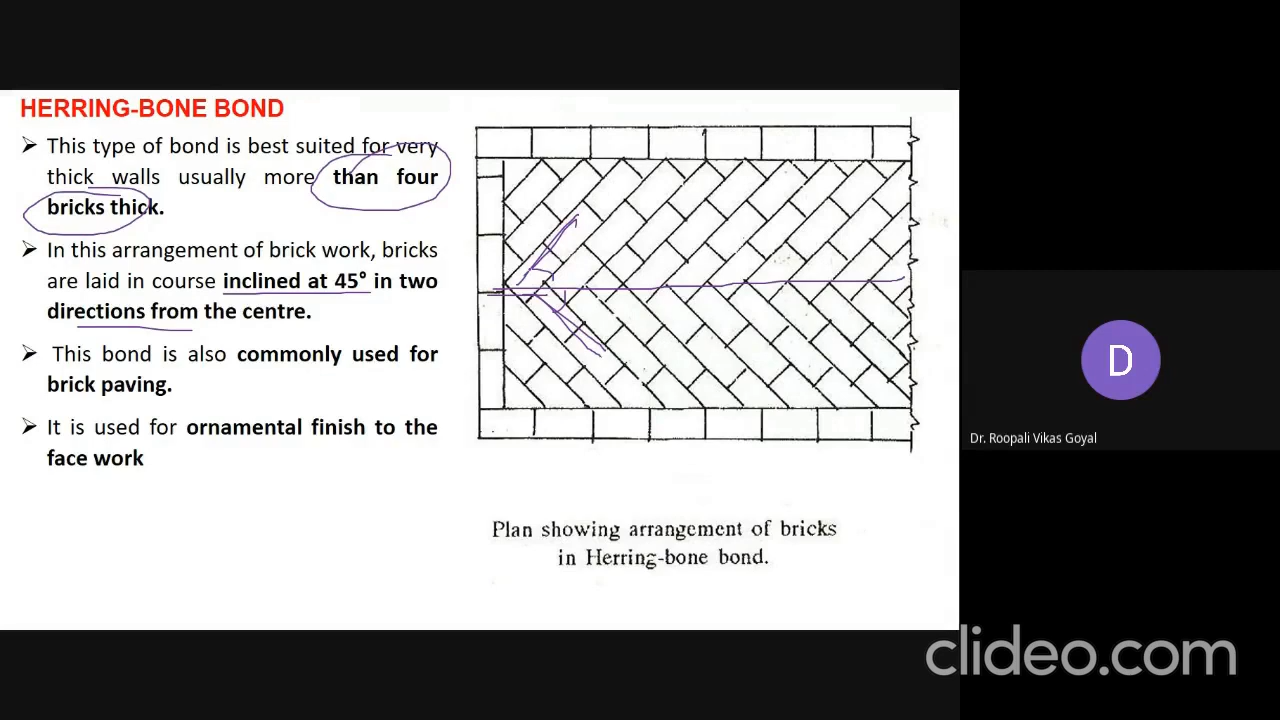 HERRING-BONE BOND
➢ This type of bond is best suited for very
thick walls usually more than four
bricks thick.
➢ In this arrangement of brick work, bricks
are laid in course inclined at 45° in two
directions from the centre.
➢ This bond is also commonly used for
brick paving.
➢ It is used for ornamental finish to the
face work
Plan showing arrangement of bricks
in Herring-bone bond.
D
Dr. Roopali Vikas Goyal
clideo.com